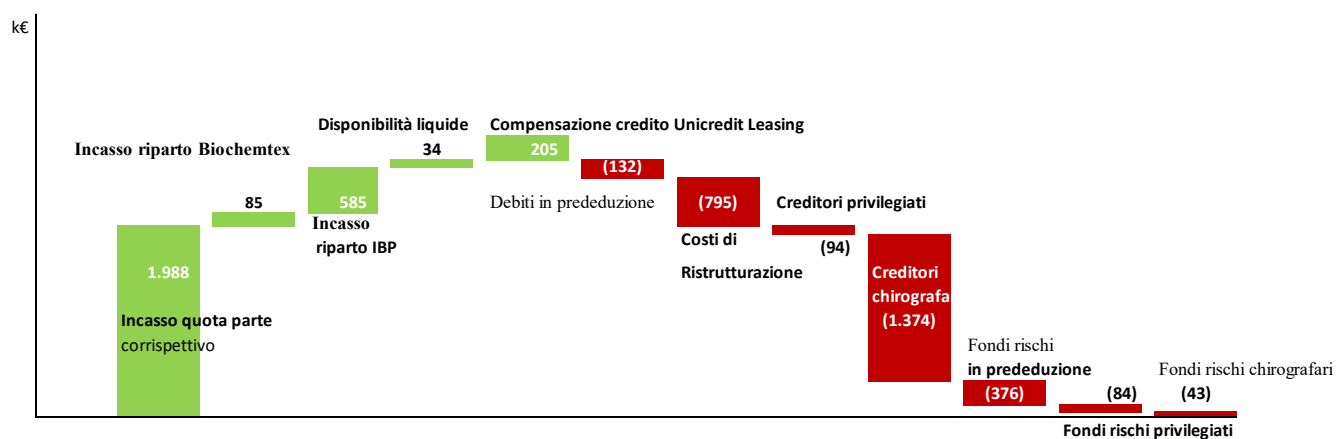 k€
Disponibilità liquide
Compensazione credito Unicredit Leasing
Incasso riparto Biochemtex
34
205
(132)
85
585
Debiti in prededuzione
(795)
Creditori privilegiati
Incasso
riparto IBP
Costi di
(94)
Ristrutturazione
1.988
Creditori
chirografa
(1.374)
Incasso quota parte
corrispettivo
Fondi rischi
in prededuzione
(376)
Fondi rischi chirografari
(84)
(43)
Fondi rischi privilegiati